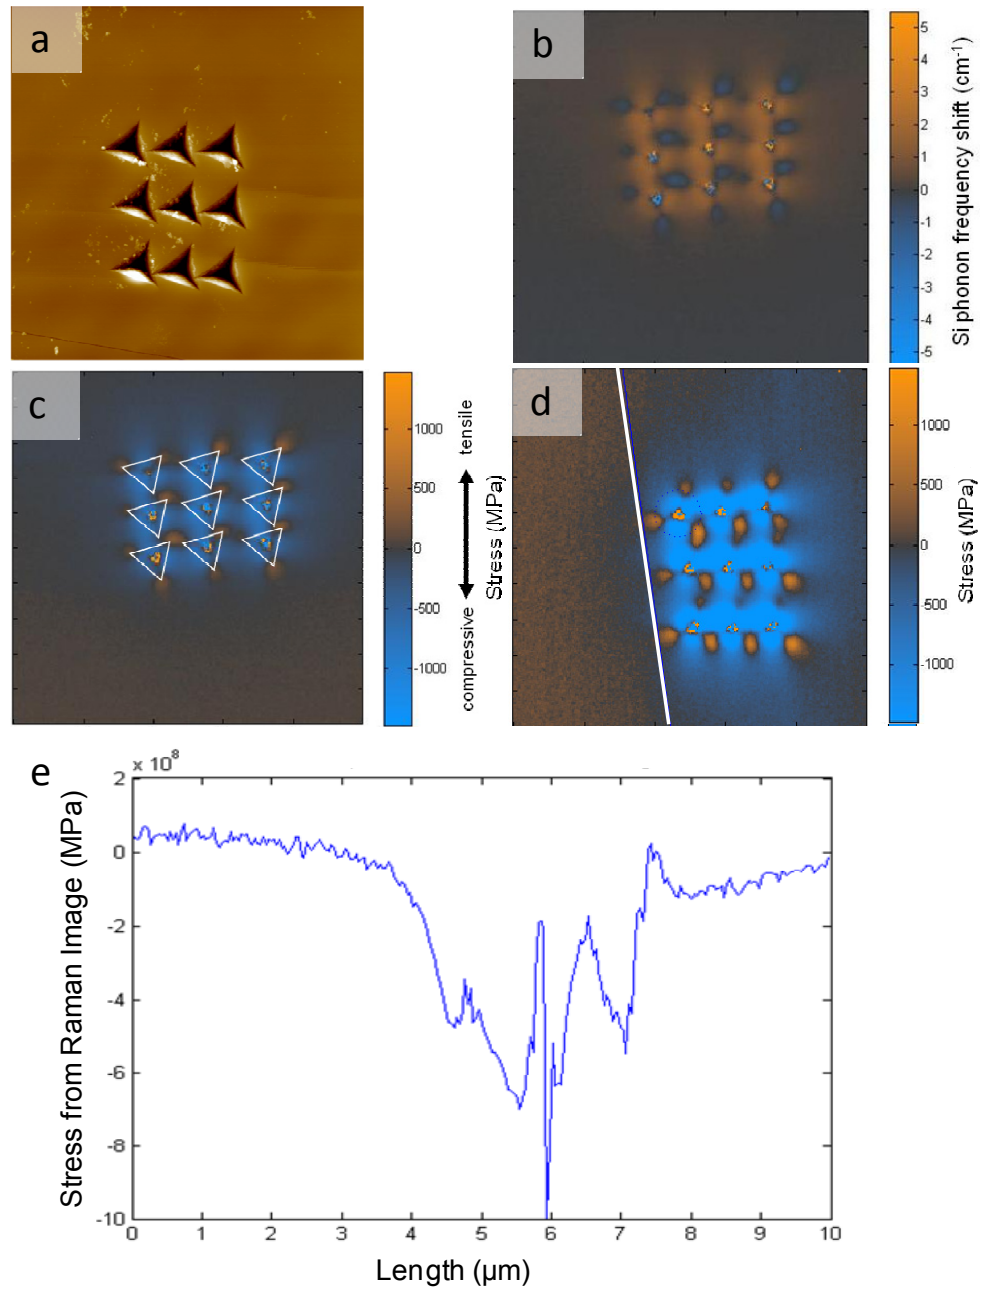 a
b
5
4
3
2
1
0
-1
-2
-3
-4
-5
Si phonon frequency shift (cm⁻¹)
c
1000
500
0
-500
-1000
tensile
compressive
Stress (MPa)
d
1000
500
0
500
-1000
Stress (MPa)
e
× 10⁸
2
0
-2
-4
-6
-8
-10
0 1 2 3 4 5 6 7 8 9 10
Stress from Raman Image (MPa)
Length (μm)